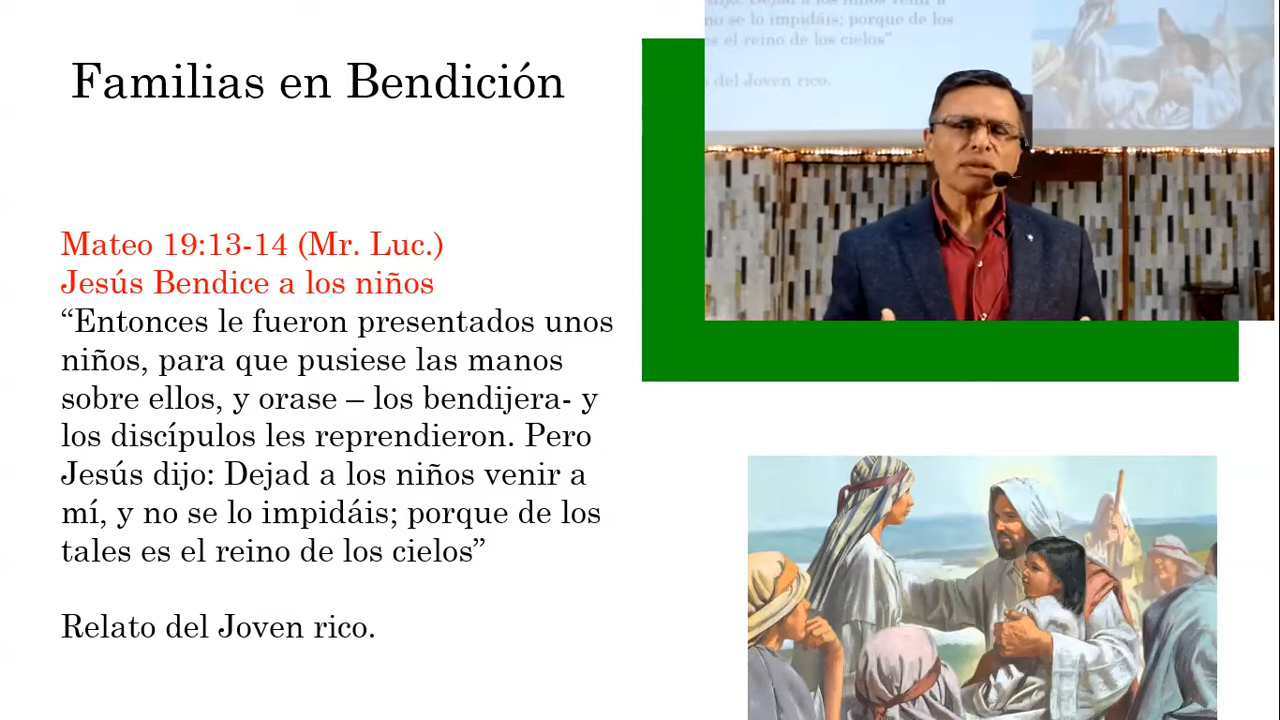 Familias en Bendición
Mateo 19:13-14 (Mr. Luc.)
Jesús Bendice a los niños
“Entonces le fueron presentados unos
niños, para que pusiese las manos
sobre ellos, y orase – los bendijera- y
los discípulos les reprendieron. Pero
Jesús dijo: Dejad a los niños venir a
mí, y no se lo impidáis; porque de los
tales es el reino de los cielos”
Relato del Joven rico.
no se lo impidáis; porque de los
es el reino de los cielos”
del Joven rico.